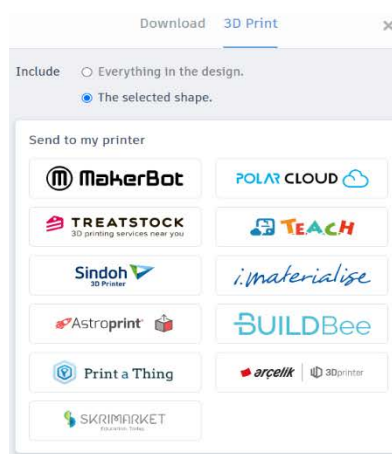 Download 3D Print
Include Everything in the design.
The selected shape.
Send to my printer
MakerBot
POLAR CLOUD
TREATSTOCK
3D printing services near you
TEACH
Sindoh
3D Printer
i.materialise
Astroprint
BUILDBee
Print a Thing
arçelik 3Dprinter
SKRIMARKET